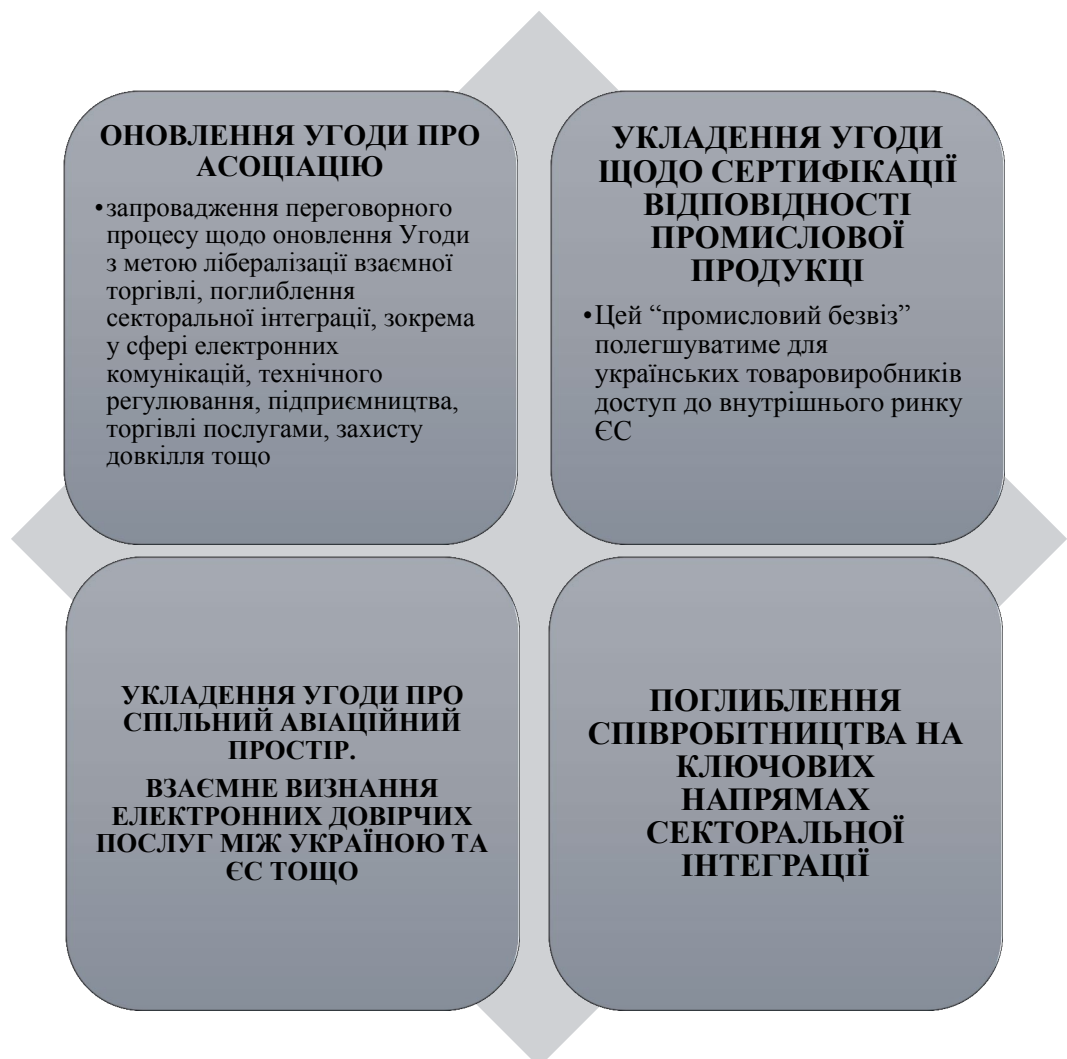 ОНОВЛЕННЯ УГОДИ ПРО
АСОЦІАЦІЮ
•запровадження переговорного
процесу щодо оновлення Угоди
з метою лібералізації взаємної
торгівлі, поглиблення
секторальної інтеграції, зокрема
у сфері електронних
комунікацій, технічного
регулювання, підприємництва,
торгівлі послугами, захисту
довкілля тощо
УКЛАДЕННЯ УГОДИ
ЩОДО СЕРТИФІКАЦІЇ
ВІДПОВІДНОСТІ
ПРОМИСЛОВОЇ
ПРОДУКЦІ
•Цей “промисловий безвіз”
полегшуватиме для
українських товаровиробників
доступ до внутрішнього ринку
ЄС
УКЛАДЕННЯ УГОДИ ПРО
СПІЛЬНИЙ АВІАЦІЙНИЙ
ПРОСТІР.
ВЗАЄМНЕ ВИЗНАННЯ
ЕЛЕКТРОННИХ ДОВІРЧИХ
ПОСЛУГ МІЖ УКРАЇНОЮ ТА
ЄС ТОЩО
ПОГЛИБЛЕННЯ
СПІВРОБІТНИЦТВА НА
КЛЮЧОВИХ
НАПРЯМАХ
СЕКТОРАЛЬНОЇ
ІНТЕГРАЦІЇ